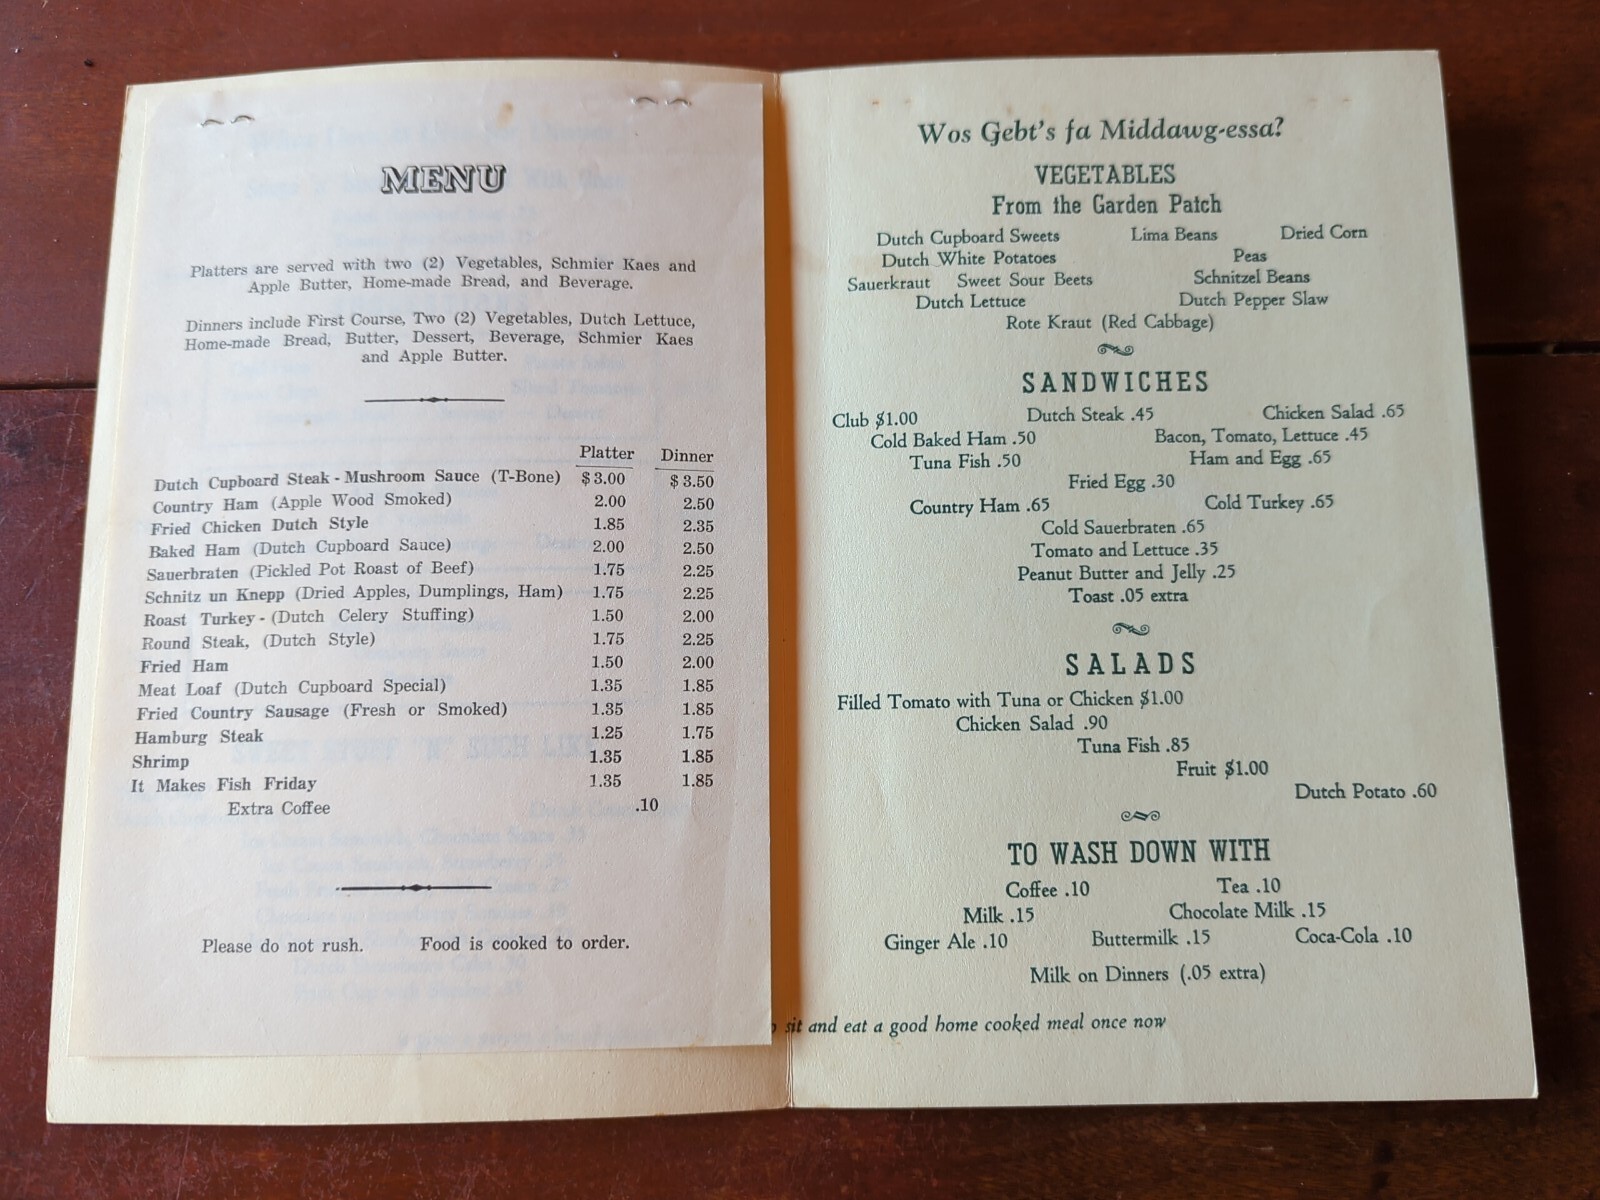 MENU
Platters are served with two (2) Vegetables, Schmier Kaes and
Apple Butter, Home-made Bread, and Beverage.
Dinners include First Course, Two (2) Vegetables, Dutch Lettuce,
Home-made Bread, Butter, Dessert, Beverage, Schmier Kaes
and Apple Butter.
Platter Dinner
Dutch Cupboard Steak - Mushroom Sauce (T-Bone) $3.00 $3.50
Country Ham (Apple Wood Smoked) 2.00 2.50
Fried Chicken Dutch Style 1.85 2.35
Baked Ham (Dutch Cupboard Sauce) 2.00 2.50
Sauerbraten (Pickled Pot Roast of Beef) 1.75 2.25
Schnitz un Knepp (Dried Apples, Dumplings, Ham) 1.75 2.25
Roast Turkey - (Dutch Celery Stuffing) 1.50 2.00
Round Steak, (Dutch Style) 1.75 2.25
Fried Ham 1.50 2.00
Meat Loaf (Dutch Cupboard Special) 1.35 1.85
Fried Country Sausage (Fresh or Smoked) 1.35 1.85
Hamburg Steak 1.25 1.75
Shrimp 1.35 1.85
It Makes Fish Friday 1.35 1.85
Extra Coffee .10
Please do not rush. Food is cooked to order.
Wos Gebt's fa Middawg-essa?
VEGETABLES
From the Garden Patch
Dutch Cupboard Sweets Lima Beans Dried Corn
Dutch White Potatoes Peas
Sauerkraut Sweet Sour Beets Schnitzel Beans
Dutch Lettuce Dutch Pepper Slaw
Rote Kraut (Red Cabbage)
SANDWICHES
Club $1.00 Dutch Steak .45 Chicken Salad .65
Cold Baked Ham .50 Bacon, Tomato, Lettuce .45
Tuna Fish .50 Ham and Egg .65
Fried Egg .30
Country Ham .65 Cold Turkey .65
Cold Sauerbraten .65
Tomato and Lettuce .35
Peanut Butter and Jelly .25
Toast .05 extra
SALADS
Filled Tomato with Tuna or Chicken $1.00
Chicken Salad .90
Tuna Fish .85
Fruit $1.00
Dutch Potato .60
TO WASH DOWN WITH
Coffee .10 Tea .10
Milk .15 Chocolate Milk .15
Ginger Ale .10 Buttermilk .15 Coca-Cola .10
Milk on Dinners (.05 extra)
sit and eat a good home cooked meal once now